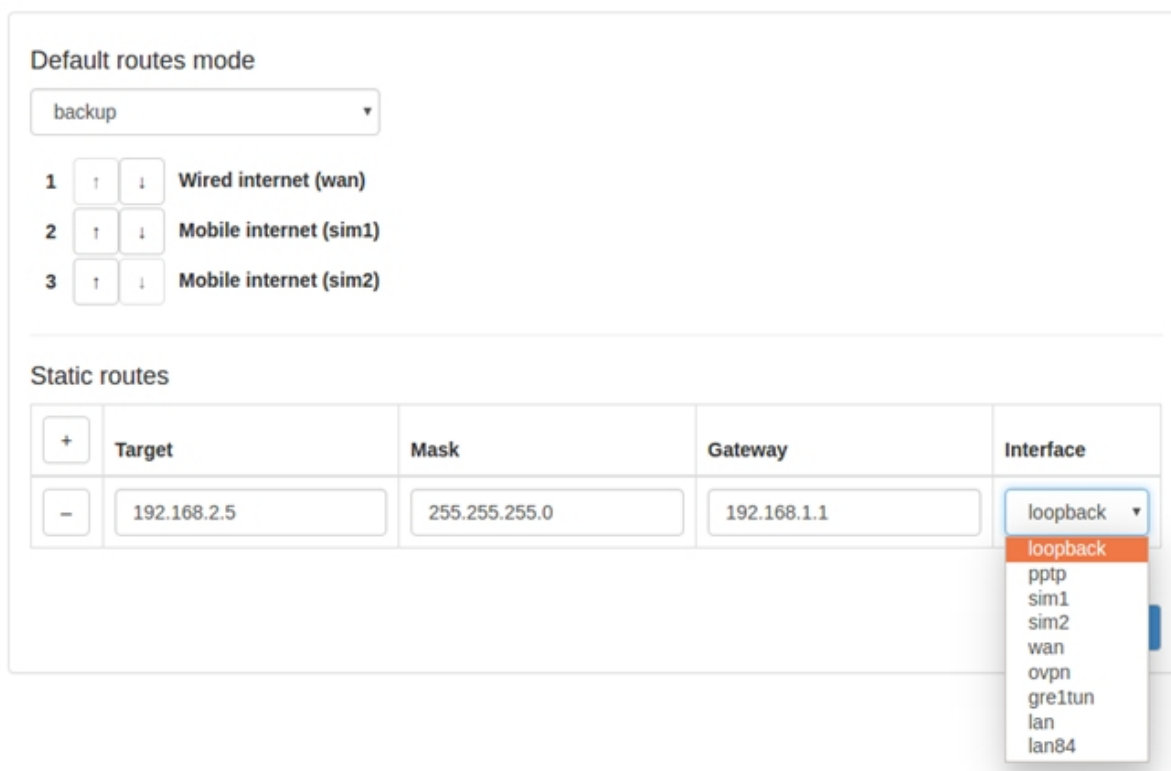 Default routes mode
backup
1 ↑ ↓ Wired internet (wan)
2 ↑ ↓ Mobile internet (sim1)
3 ↑ ↓ Mobile internet (sim2)
Static routes
+ Target Mask Gateway Interface
– 192.168.2.5 255.255.255.0 192.168.1.1 loopback
loopback
pptp
sim1
sim2
wan
ovpn
gre1tun
lan
lan84